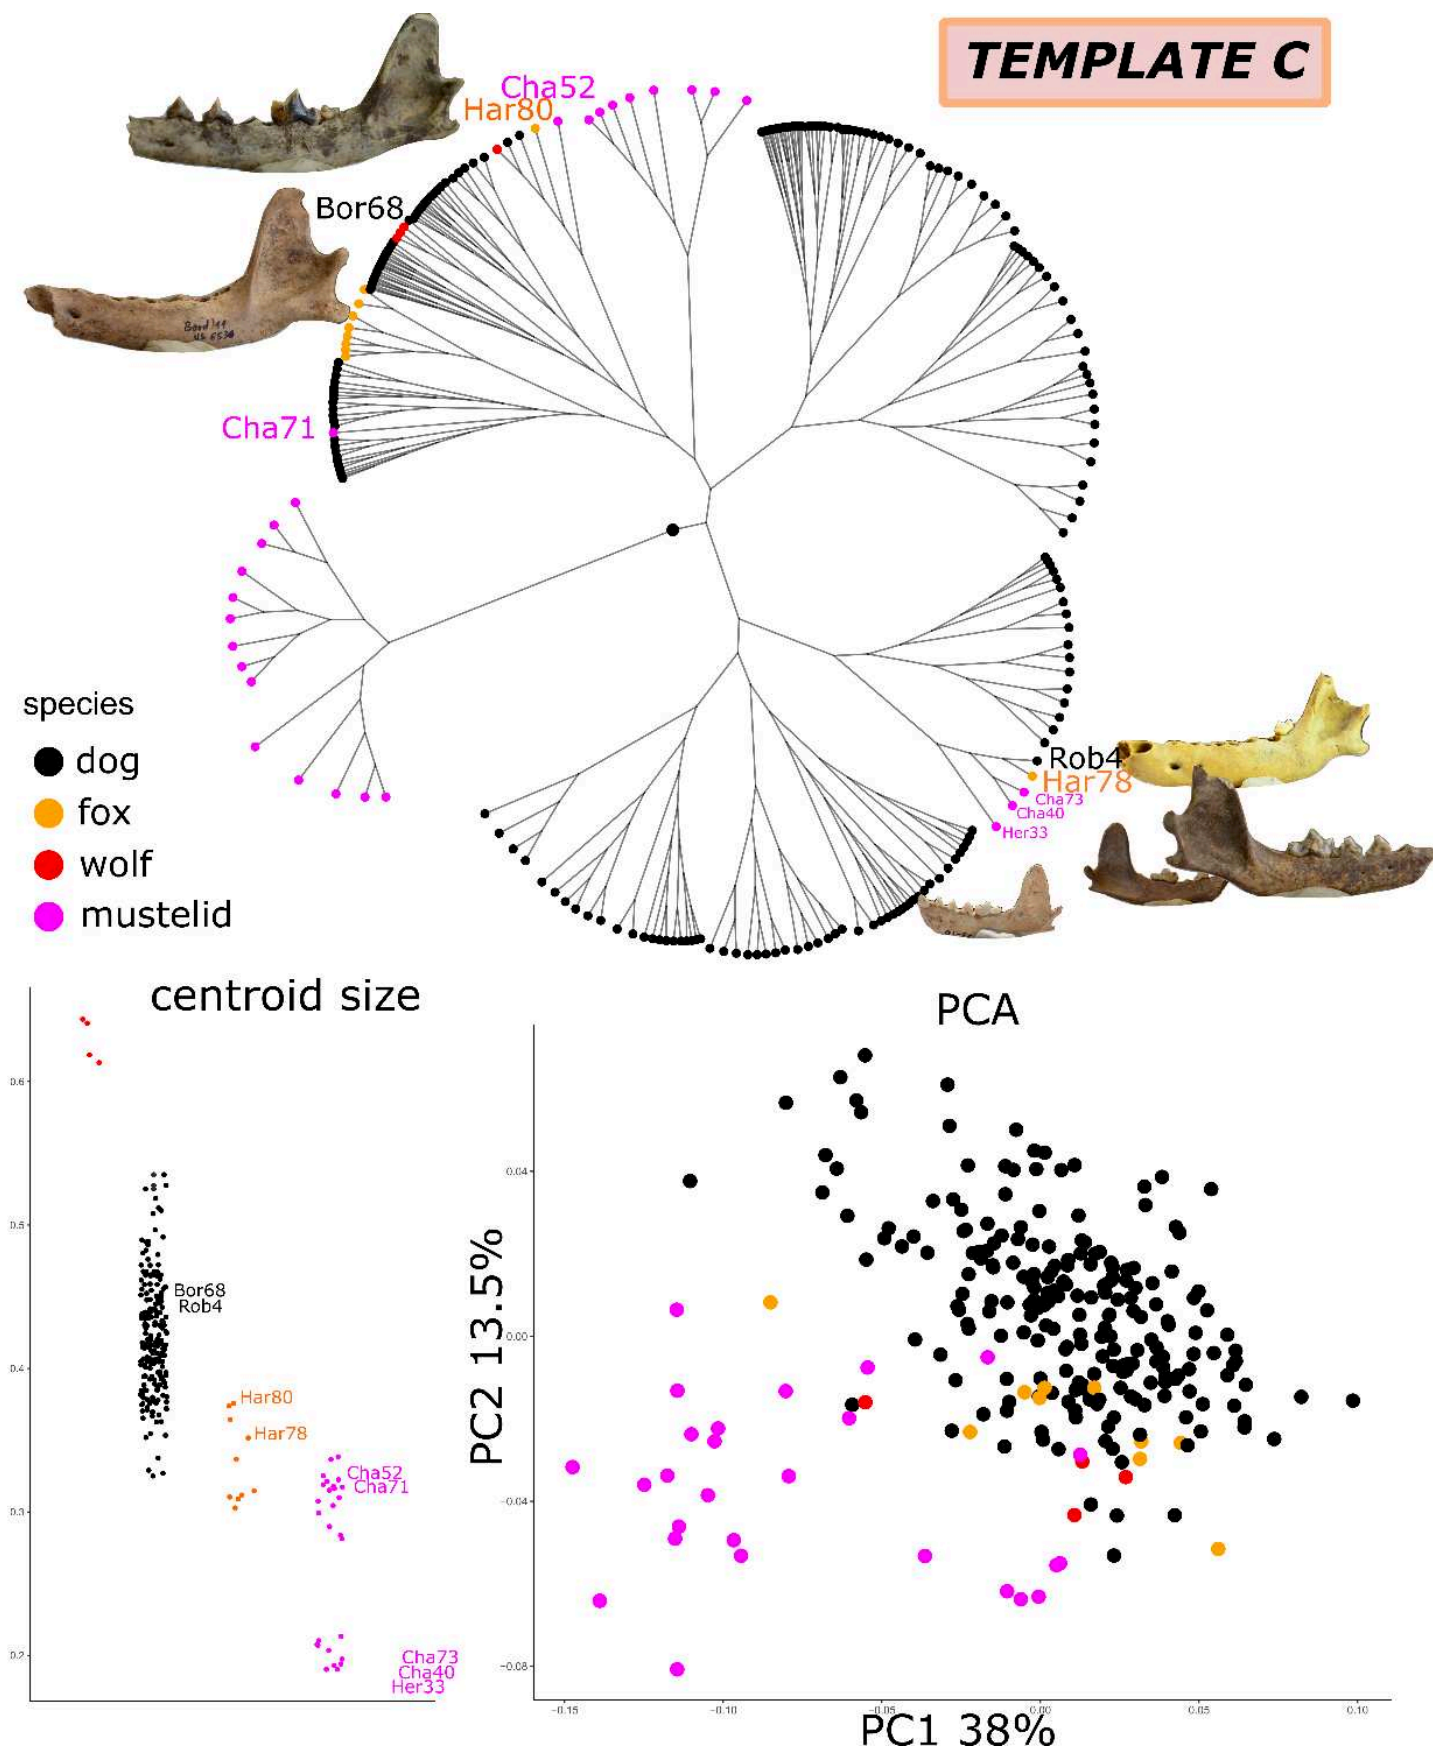 TEMPLATE C
Cha52
Har80
Bor68
Cha71
species
dog
fox
wolf
mustelid
Rob4
Har78
Cha73
Cha40
Her33
centroid size
0.6
0.5
0.4
0.3
0.2
Bor68
Rob4
Har80
Har78
Cha52
Cha71
Cha73
Cha40
Her33
PCA
PC2 13.5%
0.04
0.00
−0.04
−0.08
−0.15
−0.10
−0.05
0.00
0.05
0.10
PC1 38%